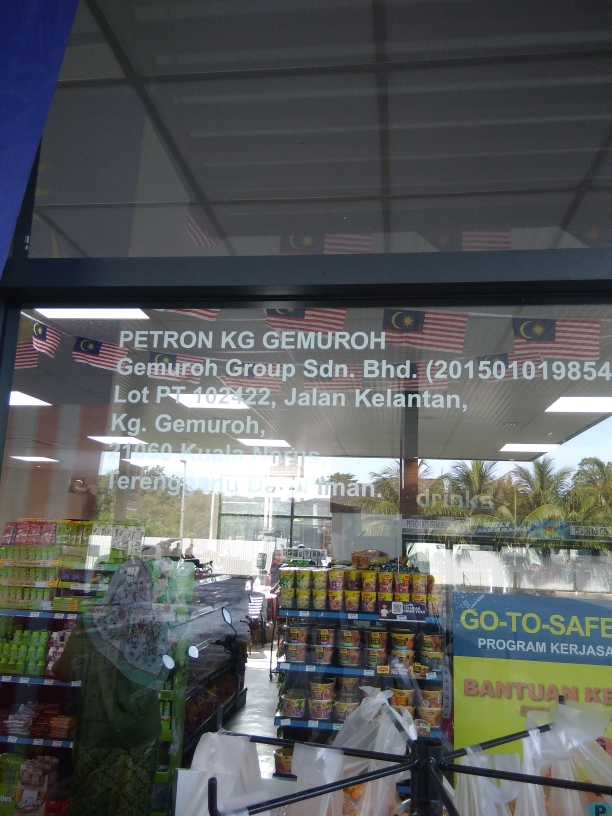 PETRON KG GEMUROH
Gemuroh Group Sdn. Bhd. (201501019854
Lot PT 102422, Jalan Kelantan,
Kg. Gemuroh,
21060 Kuala Nerus,
Terengganu Darul Iman.
drinks
GO-TO-SAFE
PROGRAM KERJASA
BANTUAN KE
P